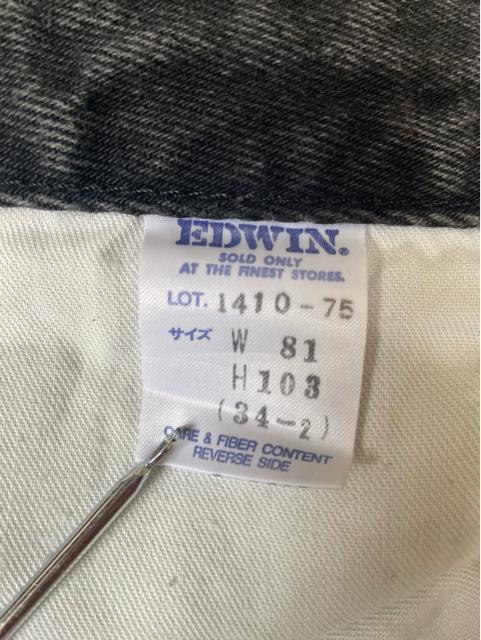 EDWIN®
SOLD ONLY
AT THE FINEST STORES.
LOT. 1410-75
サイズ W 81
H 103
(34-2)
CARE & FIBER CONTENT
REVERSE SIDE